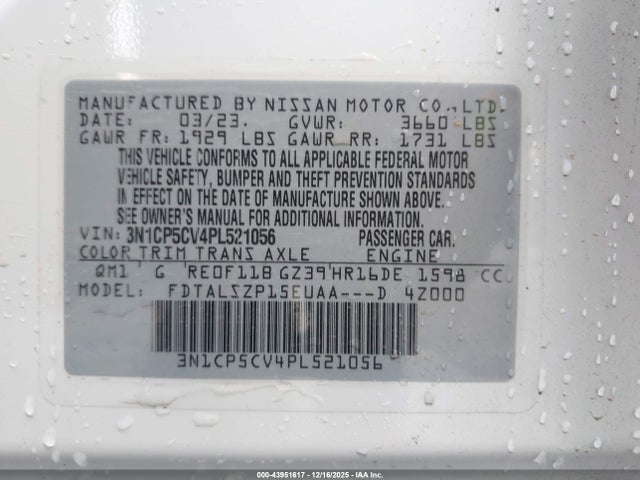 MANUFACTURED BY NISSAN MOTOR CO., LTD.
DATE: 03/23. GVWR: 3660 LBS
GAWR FR: 1929 LBS GAWR RR: 1731 LBS
THIS VEHICLE CONFORMS TO ALL APPLICABLE FEDERAL MOTOR
VEHICLE SAFETY, BUMPER AND THEFT PREVENTION STANDARDS
IN EFFECT ON THE DATE OF MANUFACTURE SHOWN ABOVE.
SEE OWNER'S MANUAL FOR ADDITIONAL INFORMATION.
VIN: 3N1CP5CV4PL521056 PASSENGER CAR.
COLOR TRIM TRANS AXLE ENGINE
QM1 G RE0F11B GZ39 HR16DE 1598 CC
MODEL: FDTALSZP15EUAA---D 4Z000
3N1CP5CV4PL521056
000-43951617 - 12/16/2025 - IAAI.COM